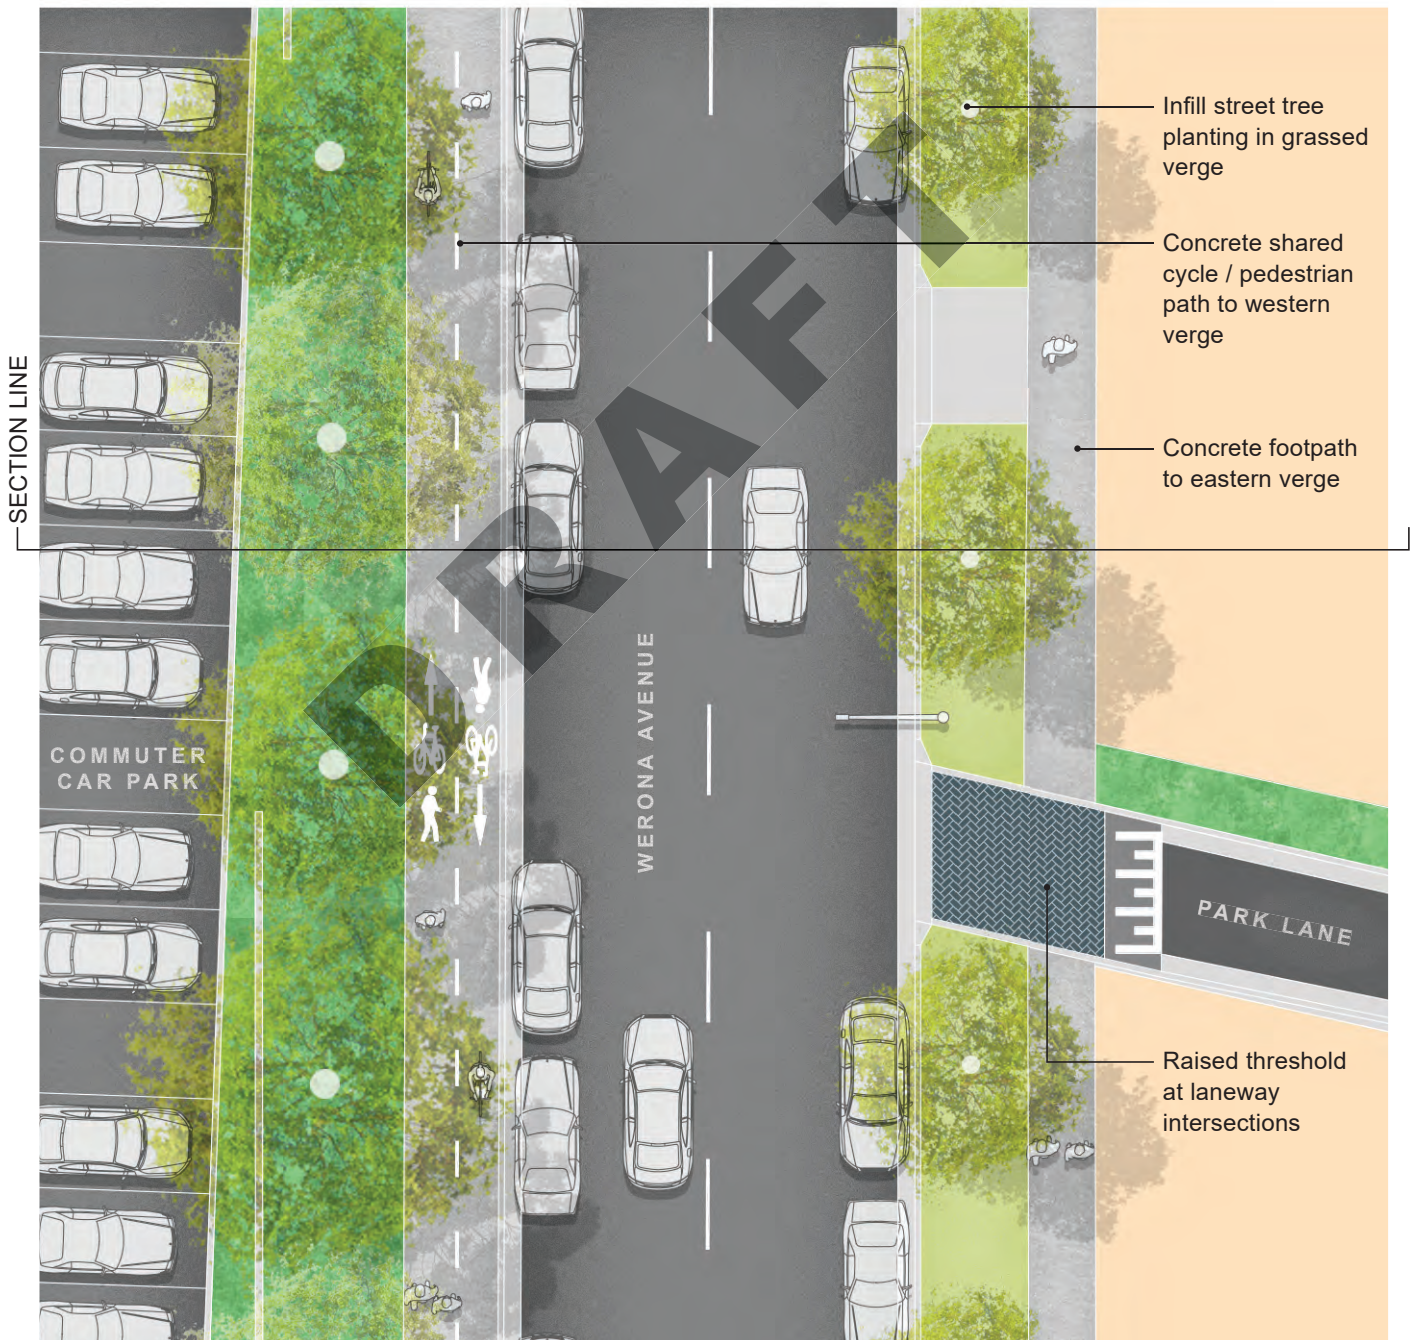 Infill street tree
planting in grassed
verge
Concrete shared
cycle / pedestrian
path to western
verge
SECTION LINE
Concrete footpath
to eastern verge
DRAFT
WERONA AVENUE
COMMUTER
CAR PARK
PARK LANE
Raised threshold
at laneway
intersections